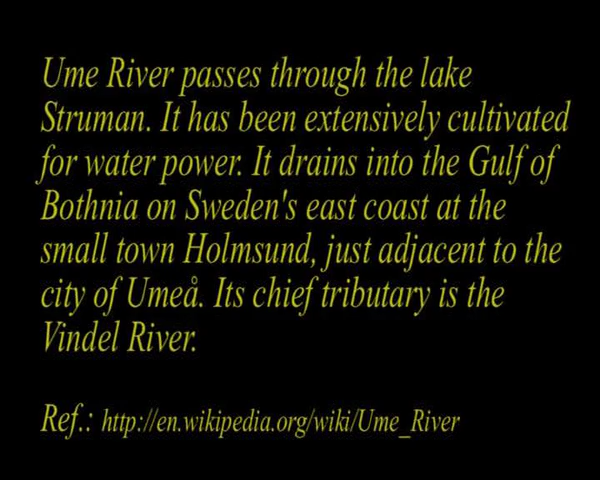 Ume River passes through the lake
Struman. It has been extensively cultivated
for water power. It drains into the Gulf of
Bothnia on Sweden's east coast at the
small town Holmsund, just adjacent to the
city of Umeå. Its chief tributary is the
Vindel River.
Ref.: http://en.wikipedia.org/wiki/Ume_River